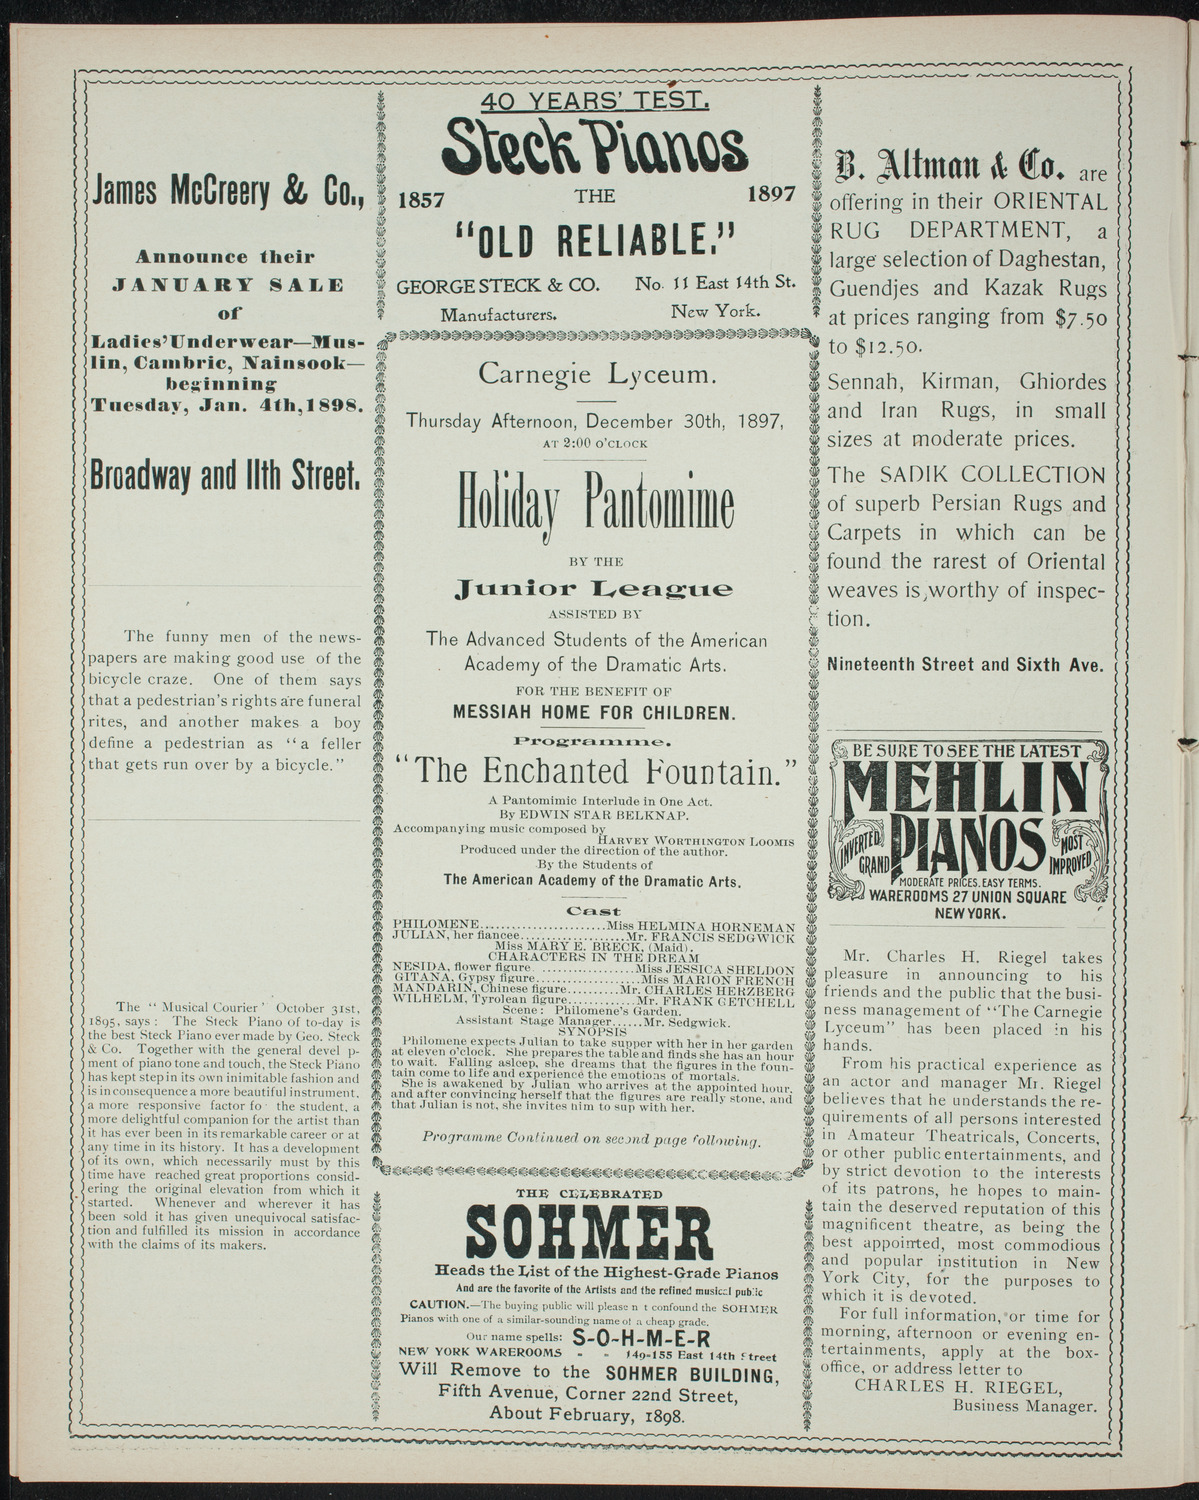 James McCreery & Co.,
Announce their
JANUARY SALE
of
Ladies'Underwear—Mus-
lin, Cambric, Nainsook—
beginning
Tuesday, Jan. 4th,1898.
Broadway and 11th Street.
The funny men of the news-
papers are making good use of the
bicycle craze. One of them says
that a pedestrian's rights are funeral
rites, and another makes a boy
define a pedestrian as "a feller
that gets run over by a bicycle."
The "Musical Courier' October 31st,
1895, says: The Steck Piano of to-day is
the best Steck Piano ever made by Geo. Steck
& Co. Together with the general devel p-
ment of piano tone and touch, the Steck Piano
has kept step in its own inimitable fashion and
is in consequence a more beautiful instrument,
a more responsive factor fo the student, a
more delightful companion for the artist than
it has ever been in its remarkable career or at
any time in its history. It has a development
of its own, which necessarily must by this
time have reached great proportions consid-
ering the original elevation from which it
started. Whenever and wherever it has
been sold it has given unequivocal satisfac-
tion and fulfilled its mission in accordance
with the claims of its makers.
40 YEARS' TEST.
Steck Pianos
1857 THE 1897
"OLD RELIABLE."
GEORGE STECK & CO. No. 11 East 14th St.
Manufacturers. New York.
Carnegie Lyceum.
Thursday Afternoon, December 30th, 1897,
AT 2:00 O'CLOCK
Holiday Pantomime
BY THE
Junior League
ASSISTED BY
The Advanced Students of the American
Academy of the Dramatic Arts.
FOR THE BENEFIT OF
MESSIAH HOME FOR CHILDREN.
Programme.
"The Enchanted Fountain."
A Pantomimic Interlude in One Act.
By EDWIN STAR BELKNAP.
Accompanying music composed by
HARVEY WORTHINGTON LOOMIS
Produced under the direction of the author.
By the Students of
The American Academy of the Dramatic Arts.
Cast
PHILOMENE........................Miss HELMINA HORNEMAN
JULIAN, her fiancee....................Mr. FRANCIS SEDGWICK
Miss MARY E. BRECK, (Maid).
CHARACTERS IN THE DREAM
NESIDA, flower figure ..................Miss JESSICA SHELDON
GITANA, Gypsy figure....................Miss MARION FRENCH
MANDARIN, Chinese figure..........Mr. CHARLES HERZBERG
WILHELM, Tyrolean figure.............Mr. FRANK GETCHELL
Scene: Philomene's Garden.
Assistant Stage Manager......Mr. Sedgwick.
SYNOPSIS
Philomene expects Julian to take supper with her in her garden
at eleven o'clock. She prepares the table and finds she has an hour
to wait. Falling asleep, she dreams that the figures in the foun-
tain come to life and experience the emotions of mortals.
She is awakened by Julian who arrives at the appointed hour,
and after convincing herself that the figures are really stone, and
that Julian is not, she invites him to sup with her.
Programme Continued on second page following.
THE CELEBRATED
SOHMER
Heads the List of the Highest-Grade Pianos
And are the favorite of the Artists and the refined musical public
CAUTION.—The buying public will please n t confound the SOHMER
Pianos with one of a similar-sounding name of a cheap grade.
Our name spells: S-O-H-M-E-R
NEW YORK WAREROOMS - - 149-155 East 14th Street
Will Remove to the SOHMER BUILDING,
Fifth Avenue, Corner 22nd Street,
About February, 1898.
B. Altman & Co. are
offering in their ORIENTAL
RUG DEPARTMENT, a
large selection of Daghestan,
Guendjes and Kazak Rugs
at prices ranging from $7.50
to $12.50.
Sennah, Kirman, Ghiordes
and Iran Rugs, in small
sizes at moderate prices.
The SADIK COLLECTION
of superb Persian Rugs and
Carpets in which can be
found the rarest of Oriental
weaves is worthy of inspec-
tion.
Nineteenth Street and Sixth Ave.
BE SURE TO SEE THE LATEST
MEHLIN
PIANOS
INVERTED
GRAND
MOST
IMPROVED
MODERATE PRICES. EASY TERMS.
WAREROOMS 27 UNION SQUARE
NEW YORK.
Mr. Charles H. Riegel takes
pleasure in announcing to his
friends and the public that the busi-
ness management of "The Carnegie
Lyceum" has been placed in his
hands.
From his practical experience as
an actor and manager Mr. Riegel
believes that he understands the re-
quirements of all persons interested
in Amateur Theatricals, Concerts,
or other public entertainments, and
by strict devotion to the interests
of its patrons, he hopes to main-
tain the deserved reputation of this
magnificent theatre, as being the
best appointed, most commodious
and popular institution in New
York City, for the purposes to
which it is devoted.
For full information, or time for
morning, afternoon or evening en-
tertainments, apply at the box-
office, or address letter to
CHARLES H. RIEGEL,
Business Manager.